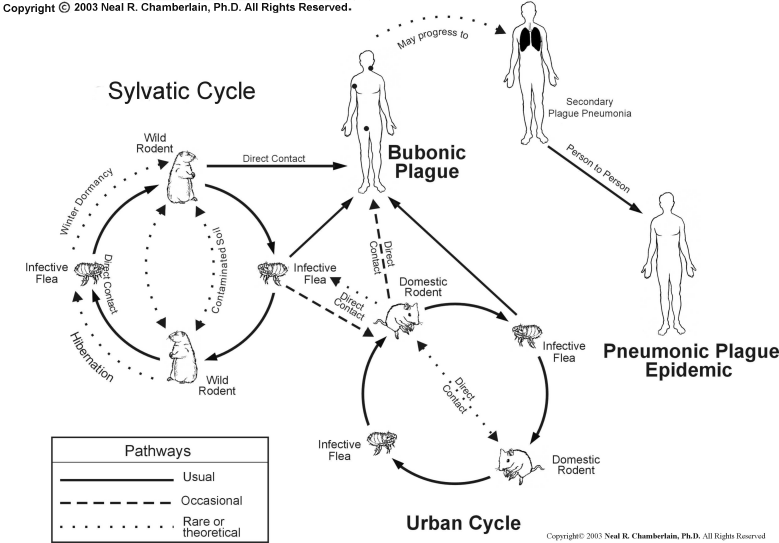 Copyright © 2003 Neal R. Chamberlain, Ph.D. All Rights Reserved.
May progress to
Sylvatic Cycle
Secondary
Plague Pneumonia
Wild
Rodent
Direct Contact
Bubonic
Plague
Person to Person
Winter Dormancy
Contaminated Soil
Direct
Contact
Infective
Flea
Direct Contact
Infective
Flea
Domestic
Rodent
Direct
Contact
Hibernation
Wild
Rodent
Infective
Flea
Pneumonic Plague
Epidemic
Direct
Contact
Infective
Flea
Domestic
Rodent
Pathways
Usual
Occasional
Rare or
theoretical
Urban Cycle
Copyright© 2003 Neal R. Chamberlain, Ph.D. All Rights Reserved